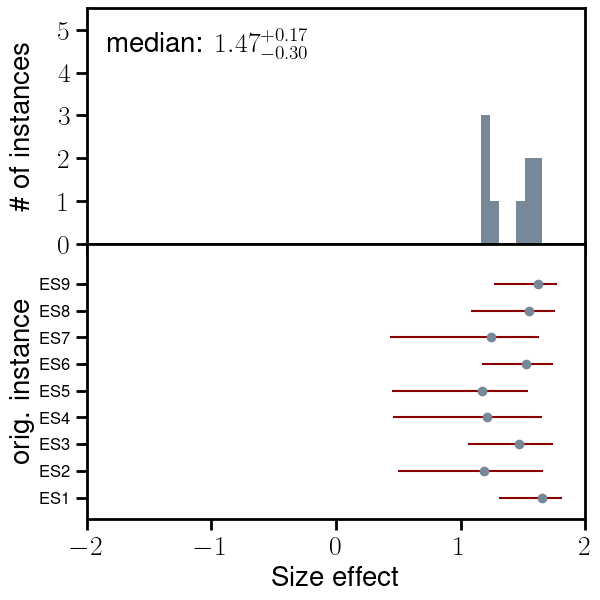 # of instances
5
4
3
2
1
0
median: 1.47+0.17−0.30
orig. instance
ES9
ES8
ES7
ES6
ES5
ES4
ES3
ES2
ES1
−2 −1 0 1 2
Size effect